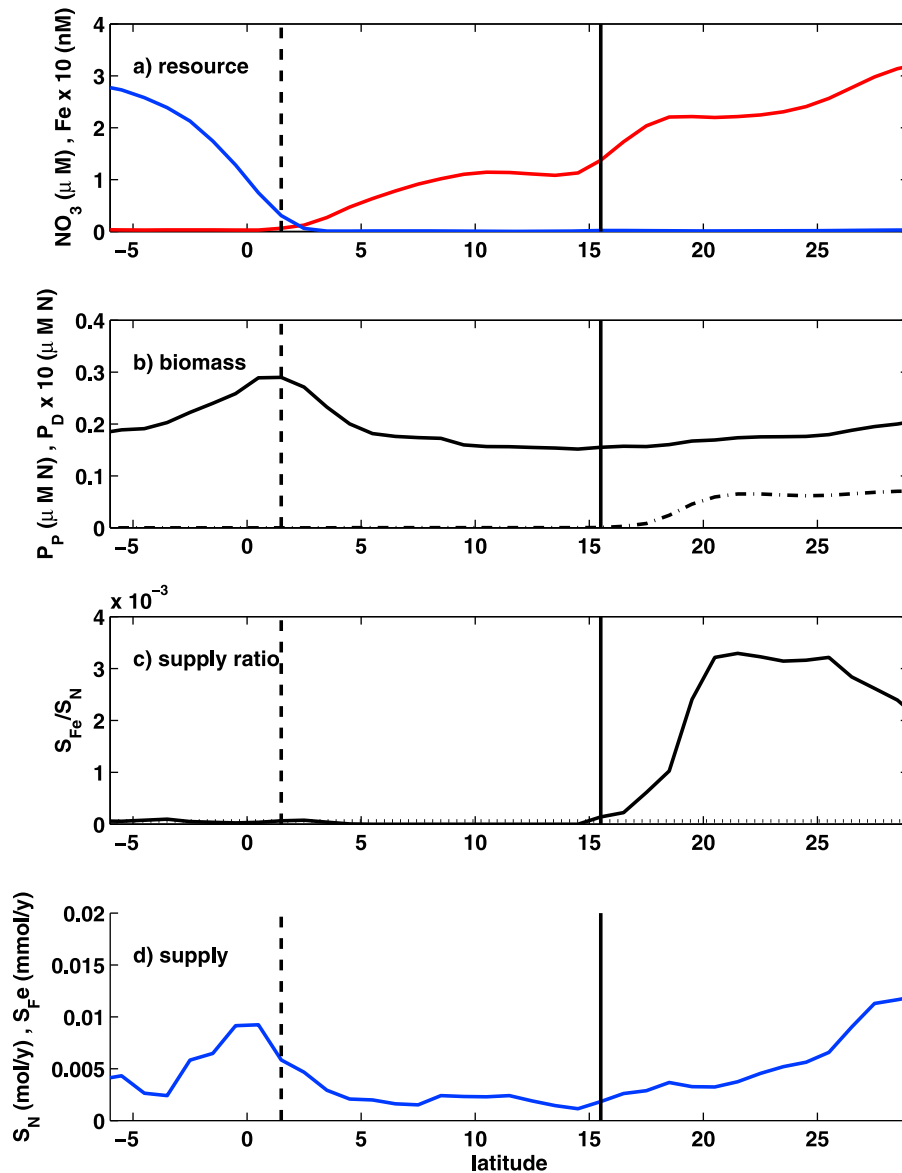 NO3 (μ M) , Fe x 10 (nM)
4
3
2
1
0
a) resource
−5 0 5 10 15 20 25
PP (μ M N) , PD x 10 (μ M N)
0.4
0.3
0.2
0.1
0
b) biomass
−5 0 5 10 15 20 25
x 10−3
SFe/SN
4
3
2
1
0
c) supply ratio
−5 0 5 10 15 20 25
SN (mol/y) , SFe (mmol/y)
0.02
0.015
0.01
0.005
0
d) supply
−5 0 5 10 15 20 25
latitude